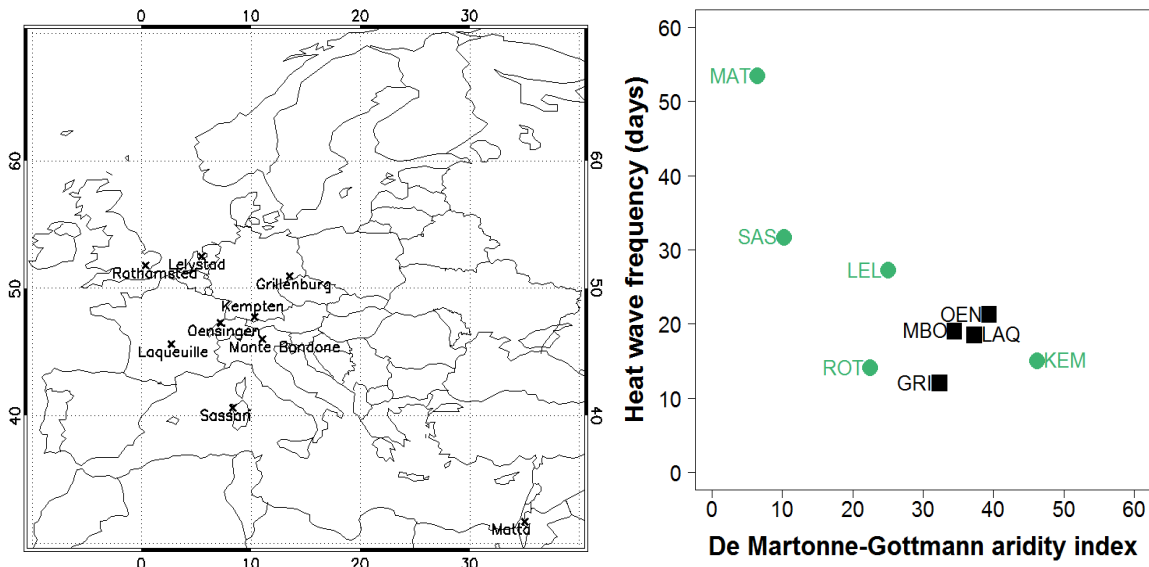 0 10 20 30
60 60
Lelystad
Rothamsted
Grillenburg
50 50
Kempten
Oensingen
Laqueuille Monte Bondone
Sassari
40 40
Matta
0 10 20 30
Heat wave frequency (days)
60
50
40
30
20
10
0
MAT
SAS
LEL
OEN
MBO LAQ
ROT KEM
GRI
0 10 20 30 40 50 60
De Martonne-Gottmann aridity index